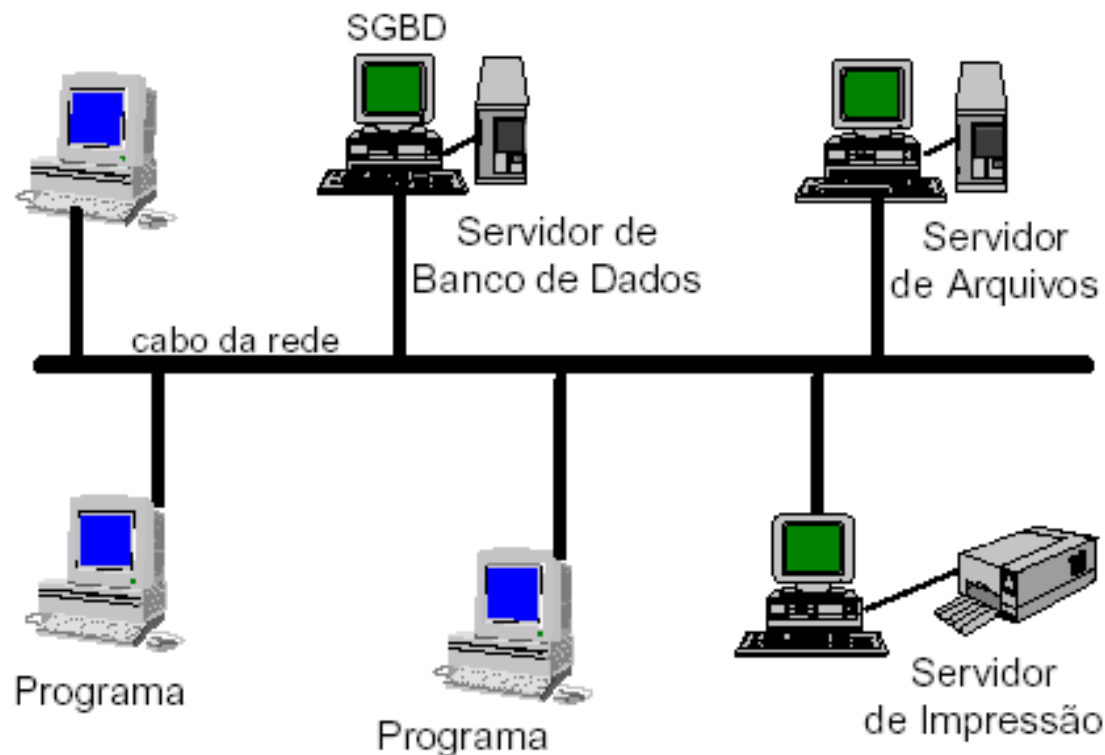 SGBD
Servidor de
Banco de Dados
Servidor
de Arquivos
cabo da rede
Programa
Programa
Servidor
de Impressão